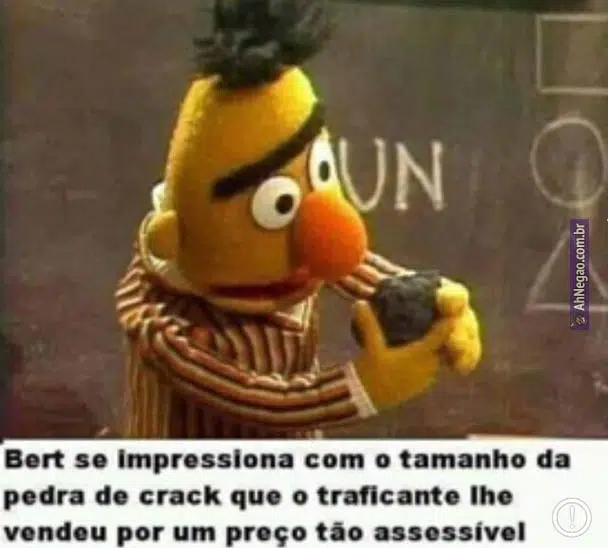 UN
AhNegao.com.br
Bert se impressiona com o tamanho da
pedra de crack que o traficante lhe
vendeu por um preço tão assessível